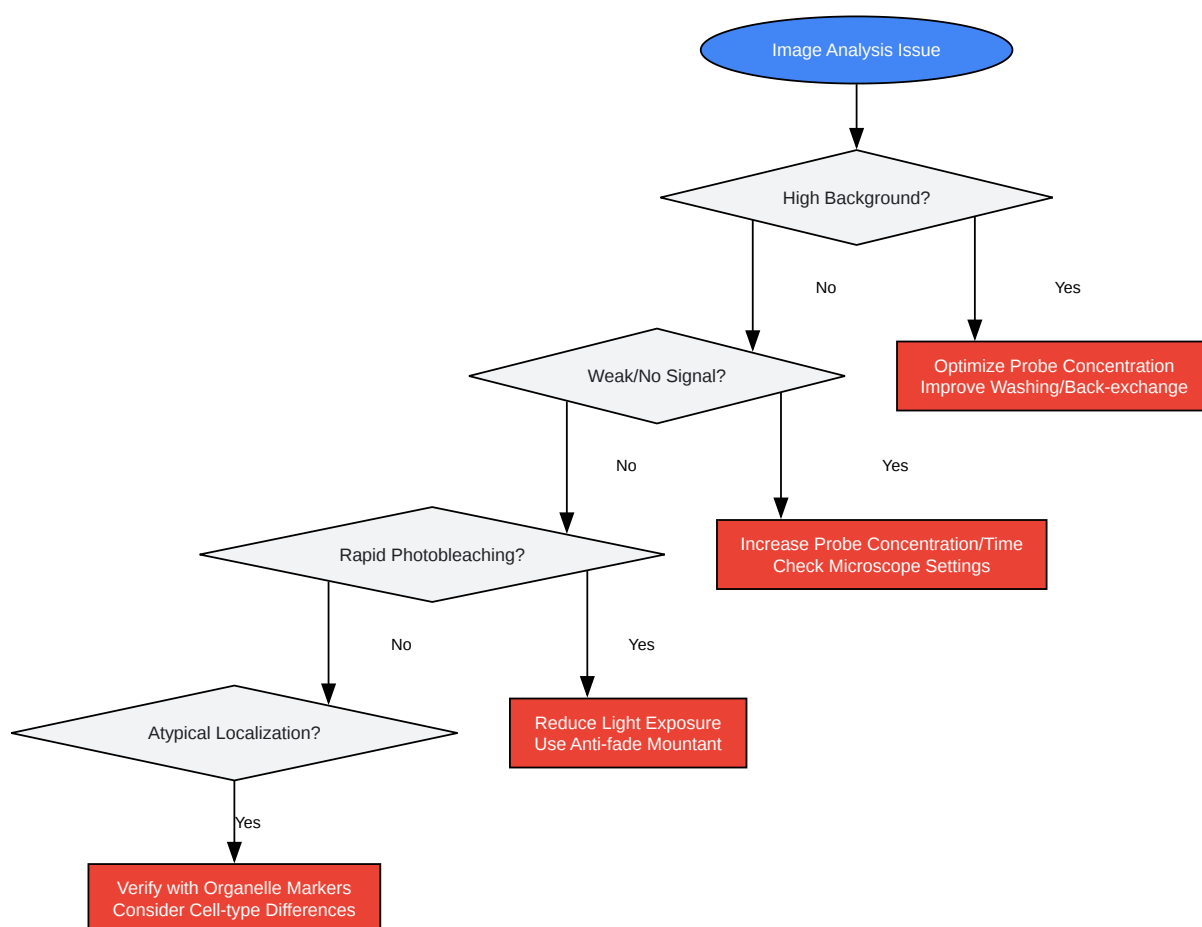 Image Analysis Issue
High Background?
No
Yes
Optimize Probe Concentration
Improve Washing/Back-exchange
Weak/No Signal?
No
Yes
Increase Probe Concentration/Time
Check Microscope Settings
Rapid Photobleaching?
No
Yes
Reduce Light Exposure
Use Anti-fade Mountant
Atypical Localization?
Yes
Verify with Organelle Markers
Consider Cell-type Differences